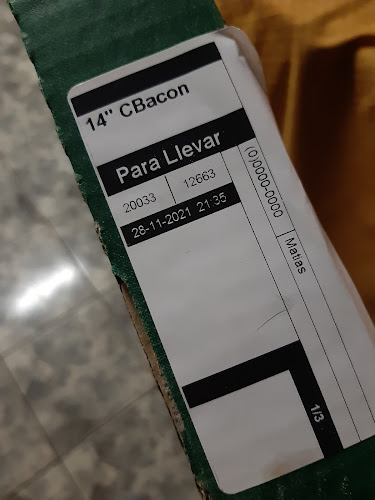 14" CBacon
Para Llevar
20033 12663
28-11-2021 21:35
(0)0000-0000 Matias
1/3